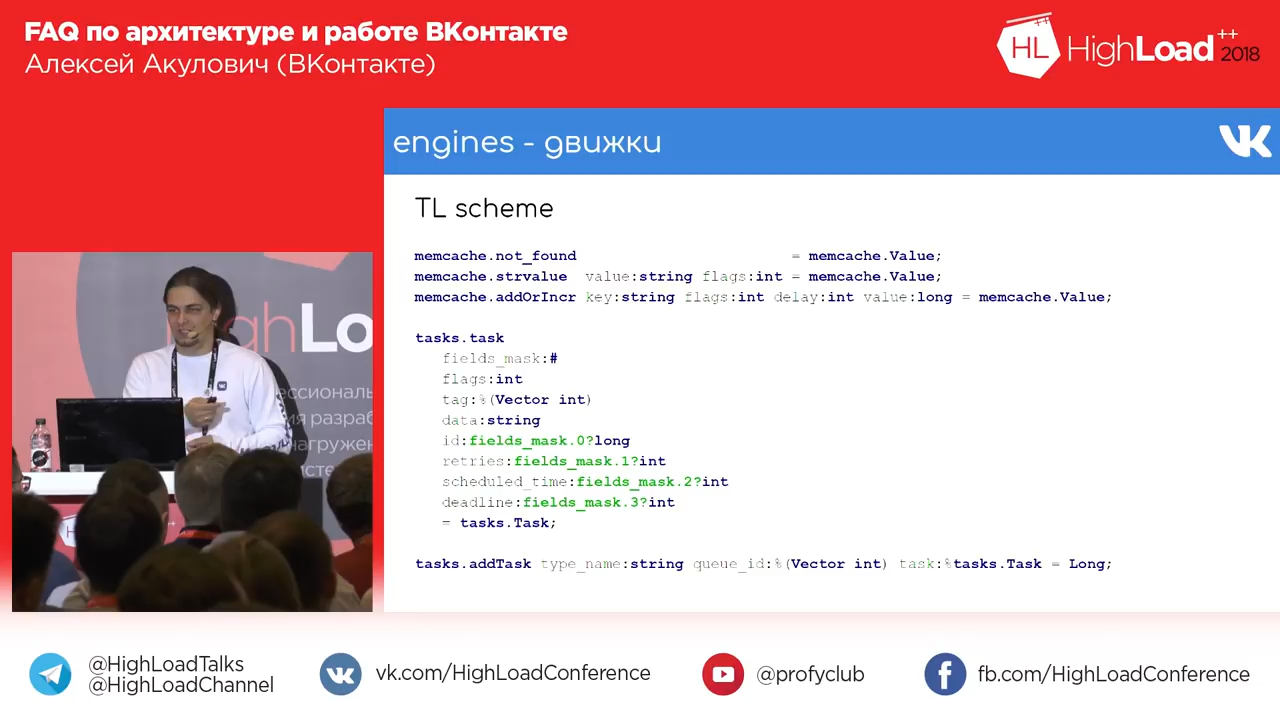 FAQ по архитектуре и работе ВКонтакте
Алексей Акулович (ВКонтакте)
HL ++
HighLoad ++ 2018
engines - движки
VK
TL scheme
memcache.not_found = memcache.Value;
memcache.strvalue value:string flags:int = memcache.Value;
memcache.addOrIncr key:string flags:int delay:int value:long = memcache.Value;
tasks.task
fields_mask:#
flags:int
tag:%(Vector int)
data:string
id:fields_mask.0?long
retries:fields_mask.1?int
scheduled_time:fields_mask.2?int
deadline:fields_mask.3?int
= tasks.Task;
tasks.addTask type_name:string queue_id:%(Vector int) task:%tasks.Task = Long;
@HighLoadTalks
@HighLoadChannel
vk.com/HighLoadConference
@profyclub
fb.com/HighLoadConference